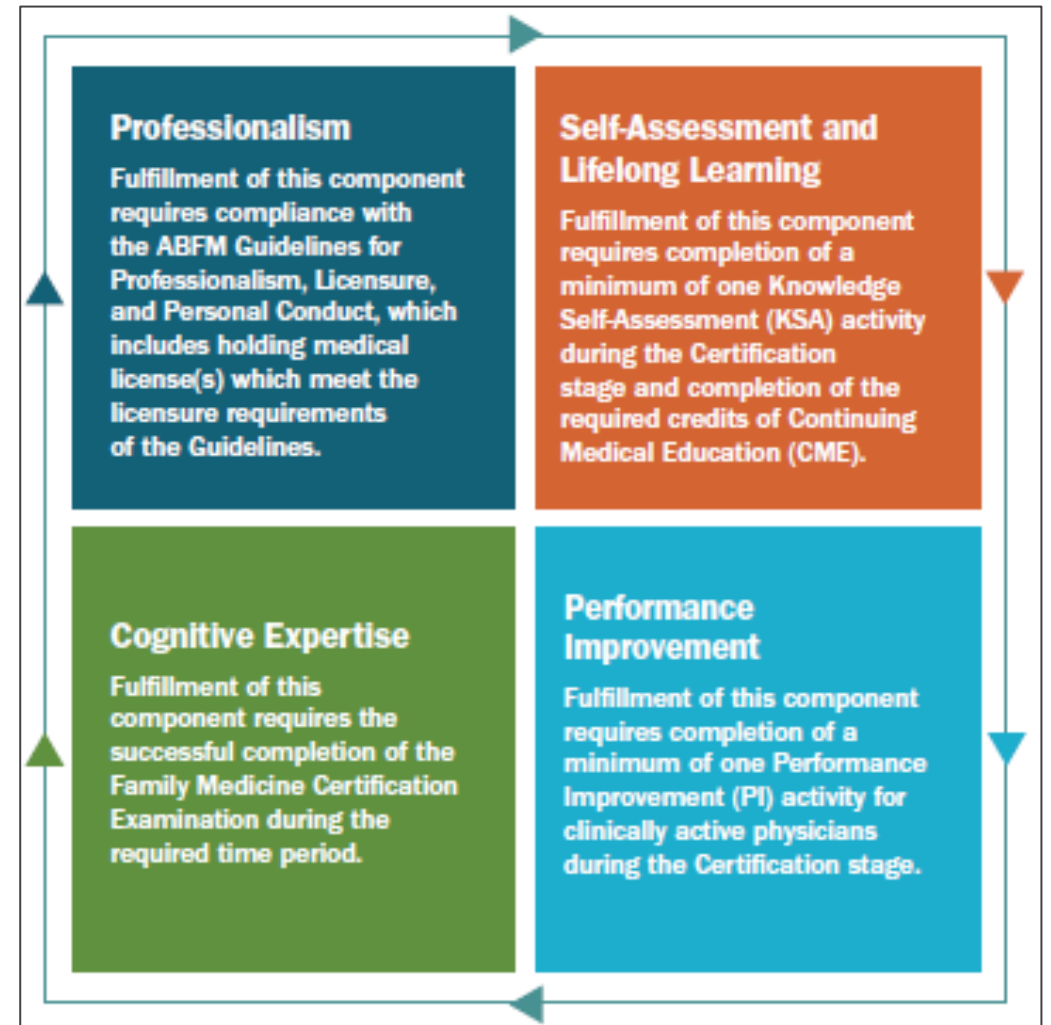 Professionalism
Fulfillment of this component
requires compliance with
the ABFM Guidelines for
Professionalism, Licensure,
and Personal Conduct, which
includes holding medical
license(s) which meet the
licensure requirements
of the Guidelines.
Self-Assessment and
Lifelong Learning
Fulfillment of this component
requires completion of a
minimum of one Knowledge
Self-Assessment (KSA) activity
during the Certification
stage and completion of the
required credits of Continuing
Medical Education (CME).
Cognitive Expertise
Fulfillment of this
component requires the
successful completion of the
Family Medicine Certification
Examination during the
required time period.
Performance
Improvement
Fulfillment of this component
requires completion of a
minimum of one Performance
Improvement (PI) activity for
clinically active physicians
during the Certification stage.